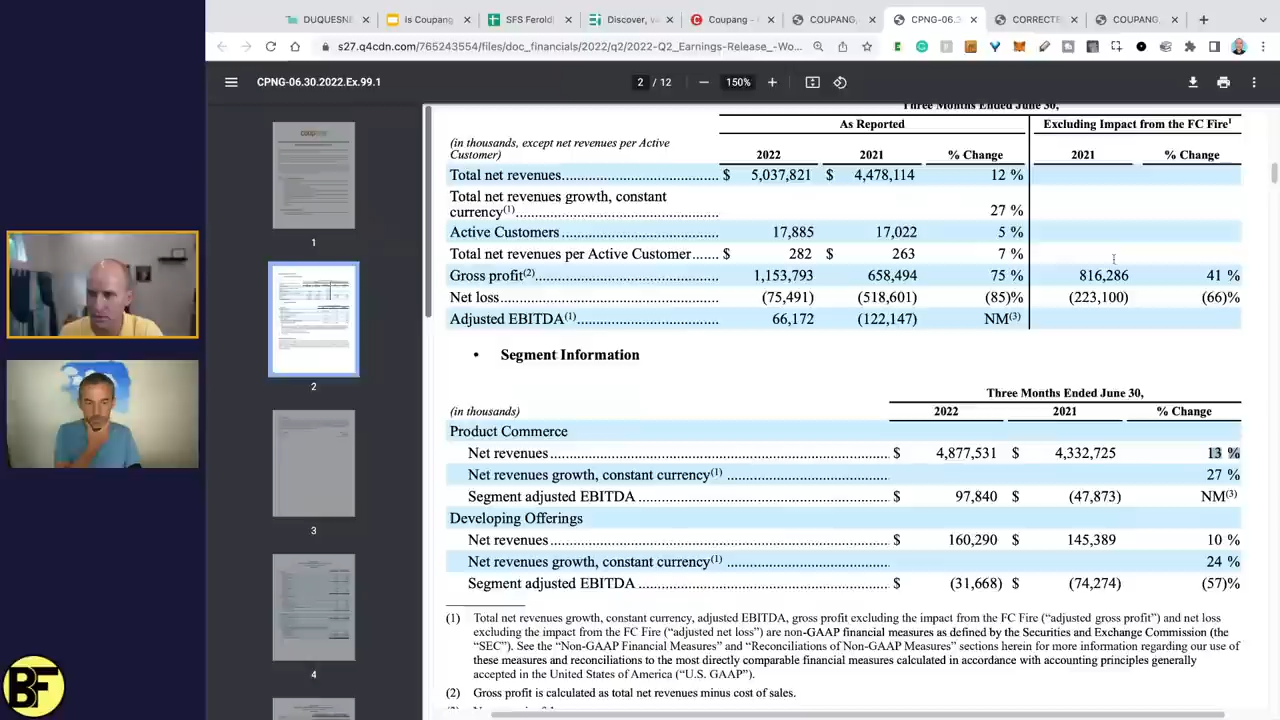 DUQUESNE
Is Coupang
SFS Ferold
Discover, va
Coupang -
COUPANG,
CPNG-06.3
CORRECTE
COUPANG,
s27.q4cdn.com/765243554/files/doc_financials/2022/q2/2022-Q2_Earnings-Release_-Wo...
CPNG-06.30.2022.Ex.99.1
2 / 12
150%
Three Months Ended June 30,
As Reported
Excluding Impact from the FC Fire¹
(in thousands, except net revenues per Active Customer)
2022 2021 % Change 2021 % Change
Total net revenues $ 5,037,821 $ 4,478,114 12 %
Total net revenues growth, constant
currency(1) 27 %
Active Customers 17,885 17,022 5 %
Total net revenues per Active Customer $ 282 $ 263 7 %
Gross profit(2) 1,153,793 658,494 75 % 816,286 41 %
Net loss (75,491) (518,601) (85)% (223,100) (66)%
Adjusted EBITDA(1) 66,172 (122,147) NM(3)
• Segment Information
Three Months Ended June 30,
(in thousands) 2022 2021 % Change
Product Commerce
Net revenues $ 4,877,531 $ 4,332,725 13 %
Net revenues growth, constant currency(1) 27 %
Segment adjusted EBITDA $ 97,840 $ (47,873) NM(3)
Developing Offerings
Net revenues $ 160,290 $ 145,389 10 %
Net revenues growth, constant currency(1) 24 %
Segment adjusted EBITDA $ (31,668) $ (74,274) (57)%
(1) Total net revenues growth, constant currency, adjusted EBITDA, gross profit excluding the impact from the FC Fire (“adjusted gross profit”) and net loss
excluding the impact from the FC Fire (“adjusted net loss”) are non-GAAP financial measures as defined by the Securities and Exchange Commission (the
“SEC”). See the “Non-GAAP Financial Measures” and “Reconciliations of Non-GAAP Measures” sections herein for more information regarding our use of
these measures and reconciliations to the most directly comparable financial measures calculated in accordance with accounting principles generally
accepted in the United States of America (“U.S. GAAP”).
(2) Gross profit is calculated as total net revenues minus cost of sales.
1
2
3
4
BF